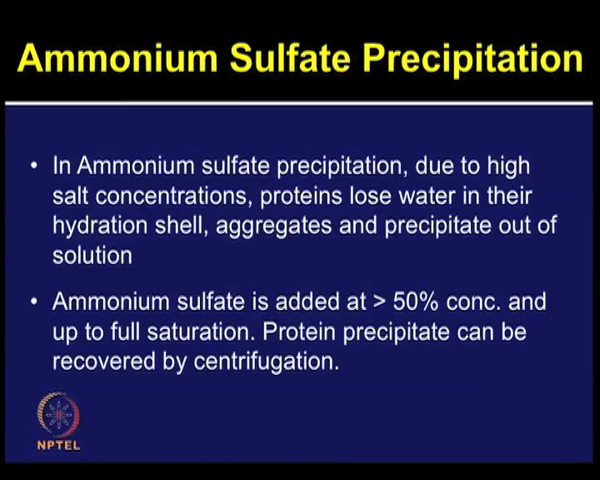 Ammonium Sulfate Precipitation
• In Ammonium sulfate precipitation, due to high
salt concentrations, proteins lose water in their
hydration shell, aggregates and precipitate out of
solution
• Ammonium sulfate is added at > 50% conc. and
up to full saturation. Protein precipitate can be
recovered by centrifugation.
NPTEL